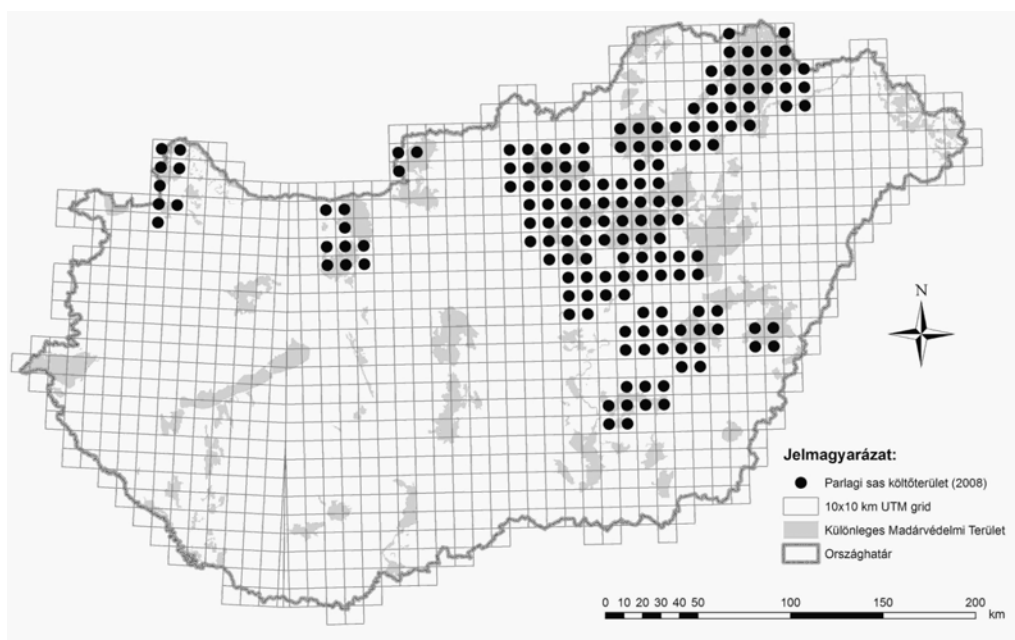 N
Jelmagyarázat:
Parlagi sas költőterület (2008)
10x10 km UTM grid
Különleges Madárvédelmi Terület
Országhatár
0 10 20 30 40 50 100 150 200
km